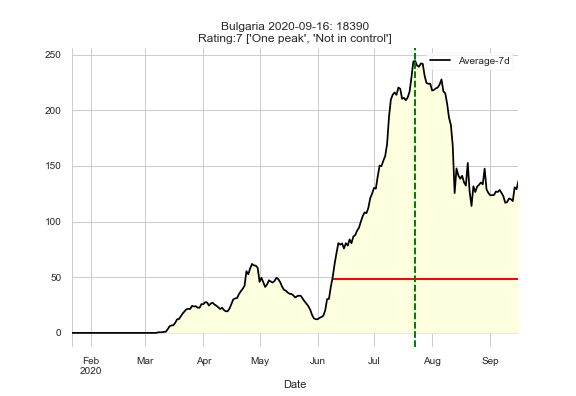 Bulgaria 2020-09-16: 18390
Rating:7 ['One peak', 'Not in control']
Average-7d
250
200
150
100
50
0
Feb Mar Apr May Jun Jul Aug Sep
2020
Date